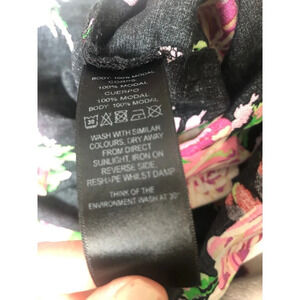 BODY: 100% MODAL
CORPS:
100% MODAL
CUERPO
100% MODAL
BODY: 100% MODAL
30
WASH WITH SIMILAR
COLOURS, DRY AWAY
FROM DIRECT
SUNLIGHT, IRON ON
REVERSE SIDE
RESHAPE WHILST DAMP
THINK OF THE
ENVIRONMENT WASH AT 30°